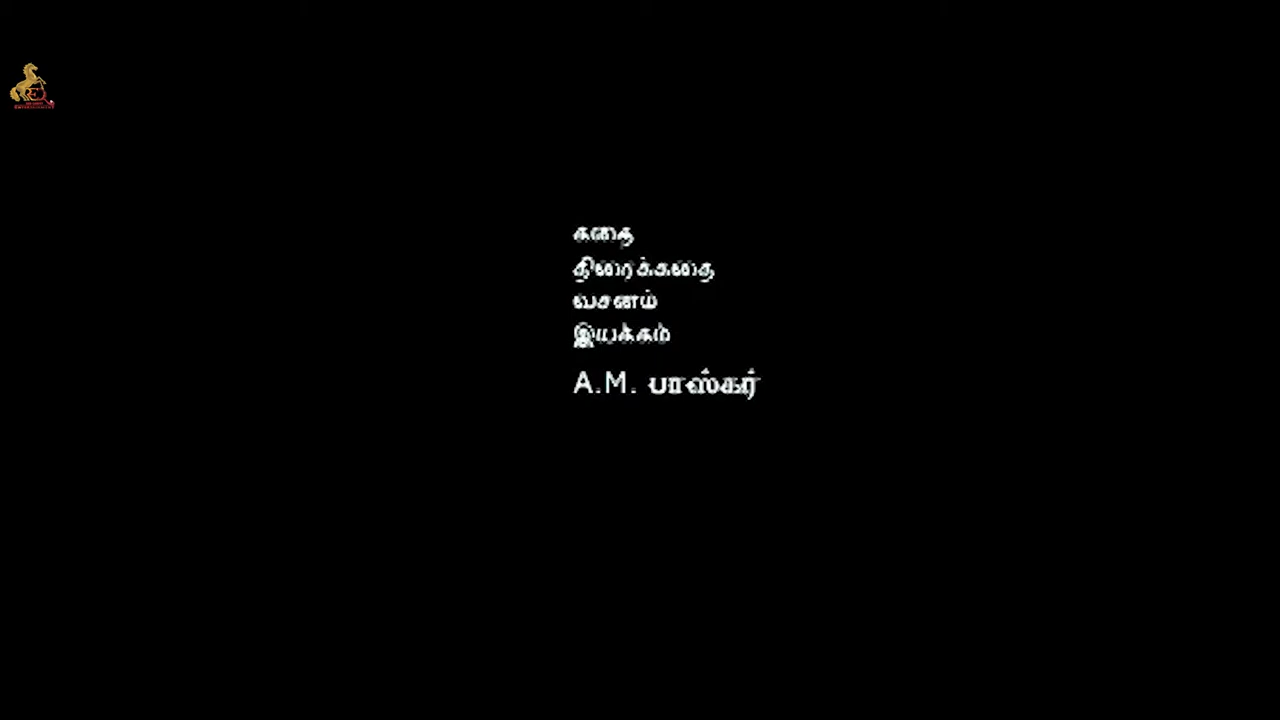 கதை
திரைக்கதை
வசனம்
இயக்கம்
A.M. பாஸ்கர்